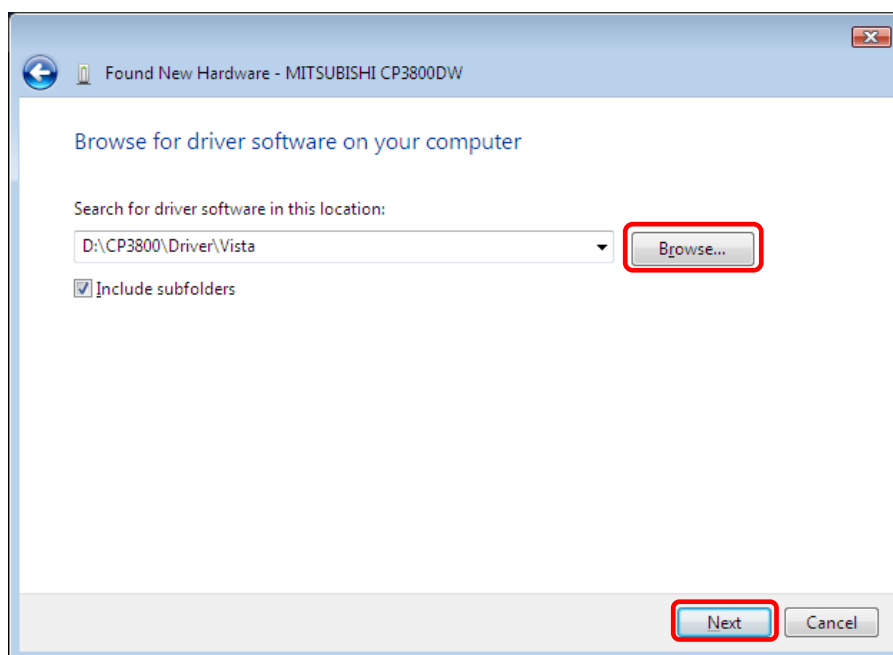 Found New Hardware - MITSUBISHI CP3800DW
Browse for driver software on your computer
Search for driver software in this location:
D:\CP3800\Driver\Vista
Browse...
Include subfolders
Next
Cancel